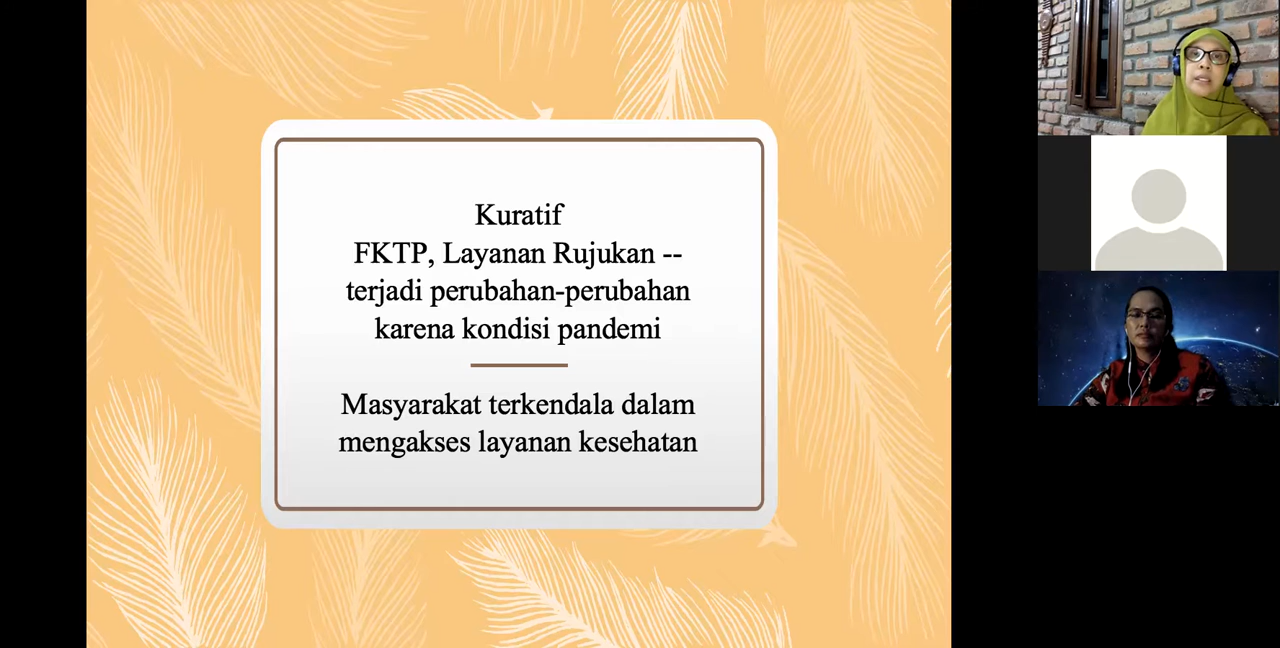 Kuratif
FKTP, Layanan Rujukan --
terjadi perubahan-perubahan
karena kondisi pandemi
Masyarakat terkendala dalam
mengakses layanan kesehatan